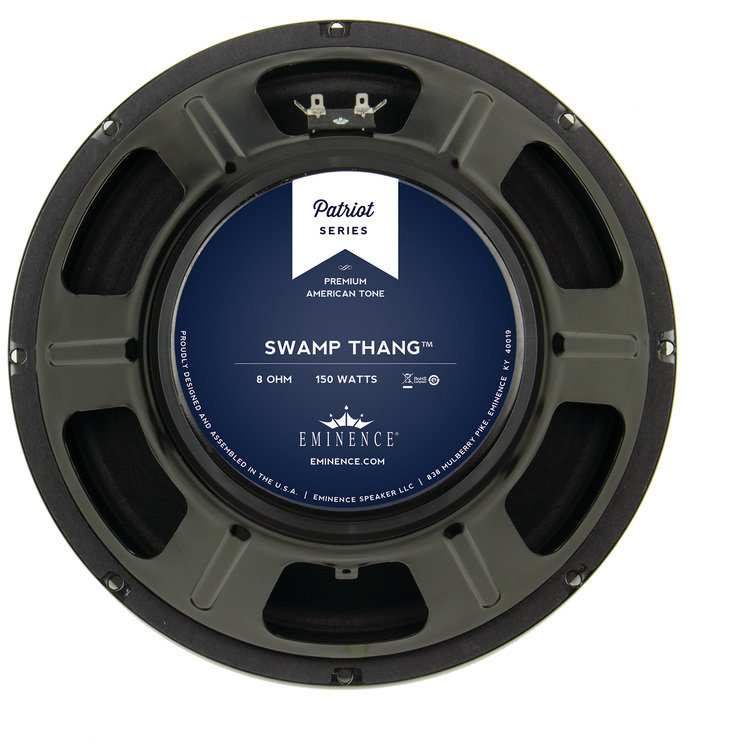 Patriot
SERIES
PREMIUM
AMERICAN TONE
SWAMP THANG™
8 OHM 150 WATTS RoHS
EMINENCE®
EMINENCE.COM
PROUDLY DESIGNED AND ASSEMBLED IN THE U.S.A. | EMINENCE SPEAKER LLC | 838 MULBERRY PIKE, EMINENCE KY 40019